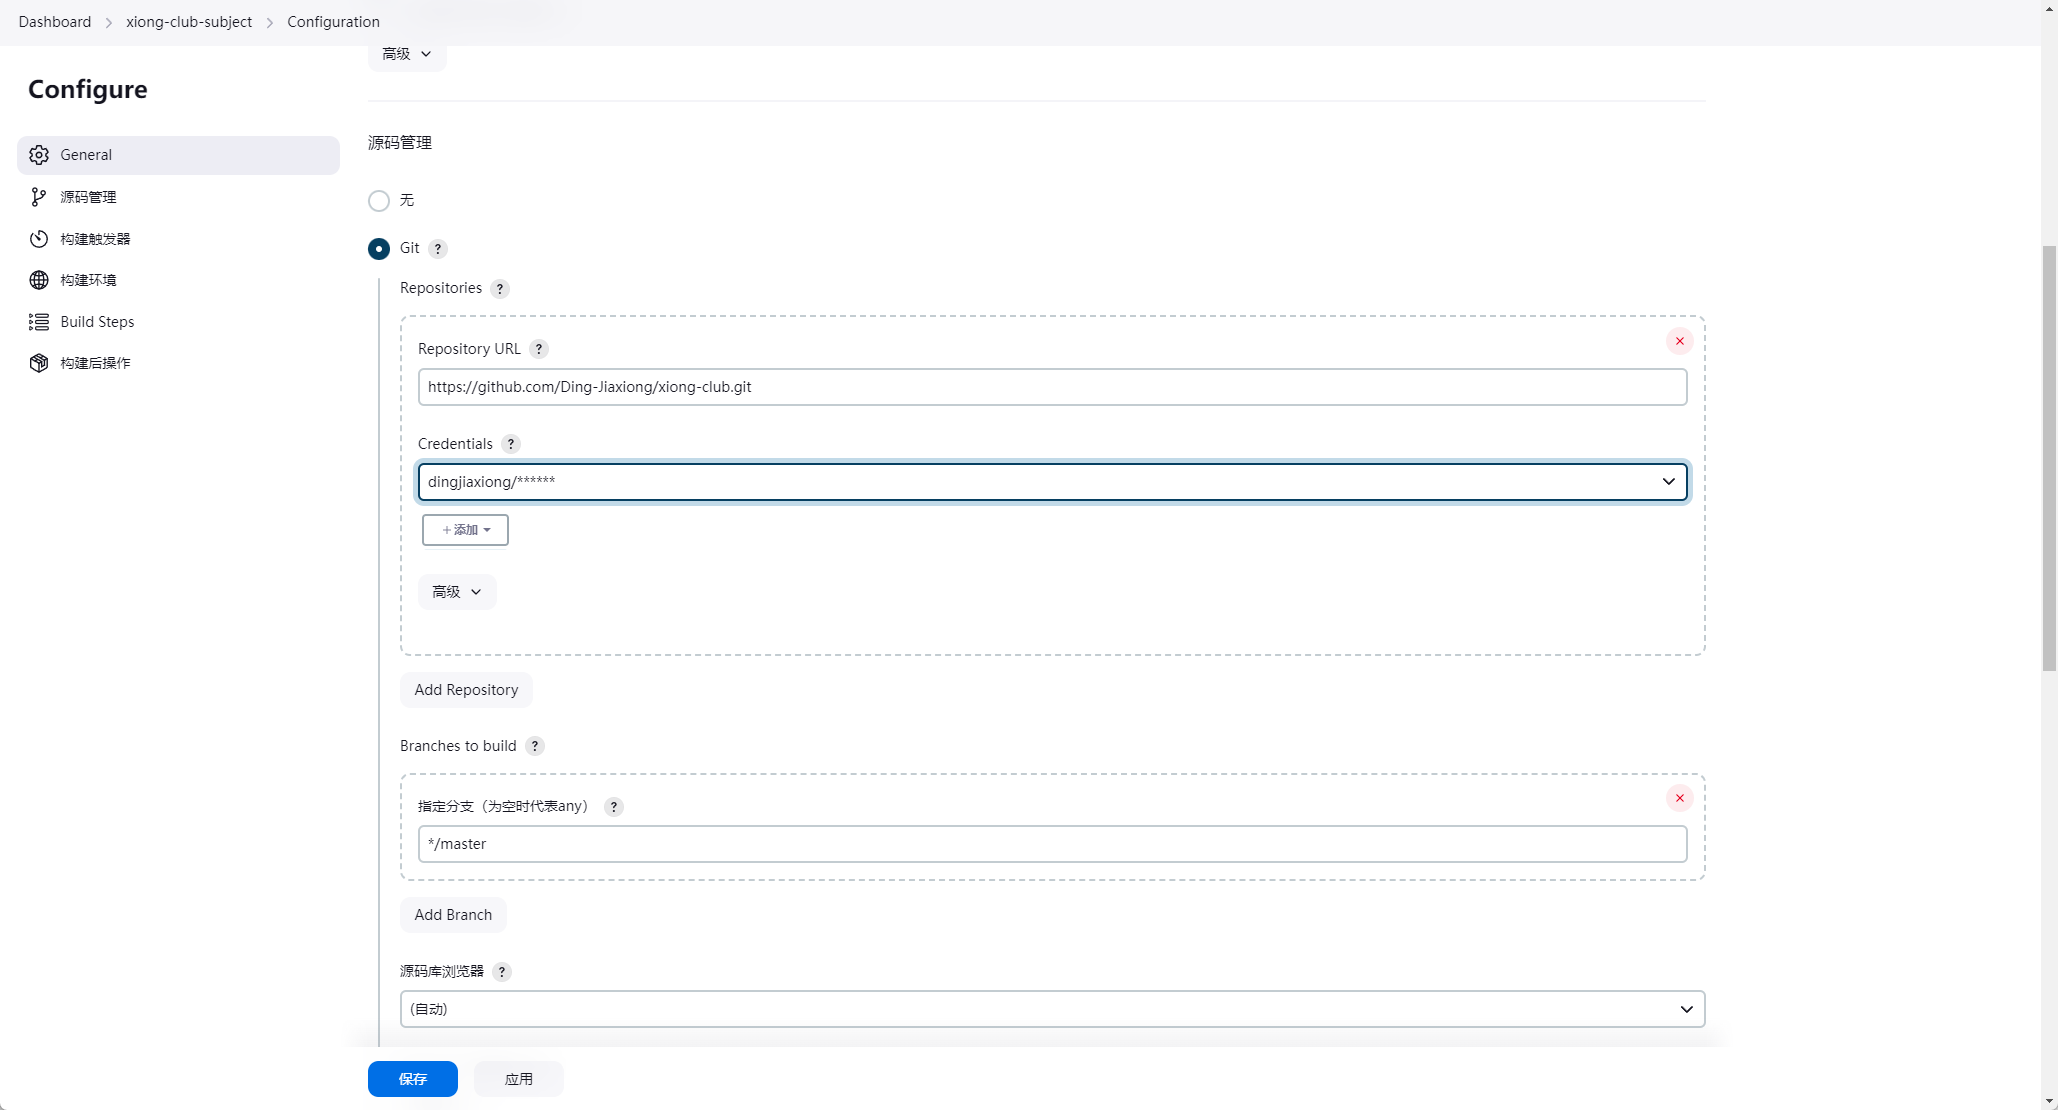 Dashboard > xiong-club-subject > Configuration
高级
Configure
General
源码管理
构建触发器
构建环境
Build Steps
构建后操作
源码管理
无
Git ?
Repositories ?
Repository URL ?
https://github.com/Ding-Jiaxiong/xiong-club.git
Credentials ?
dingjiaxiong/******
+添加
高级
Add Repository
Branches to build ?
指定分支（为空时代表any） ?
*/master
Add Branch
源码库浏览器 ?
(自动)
保存 应用